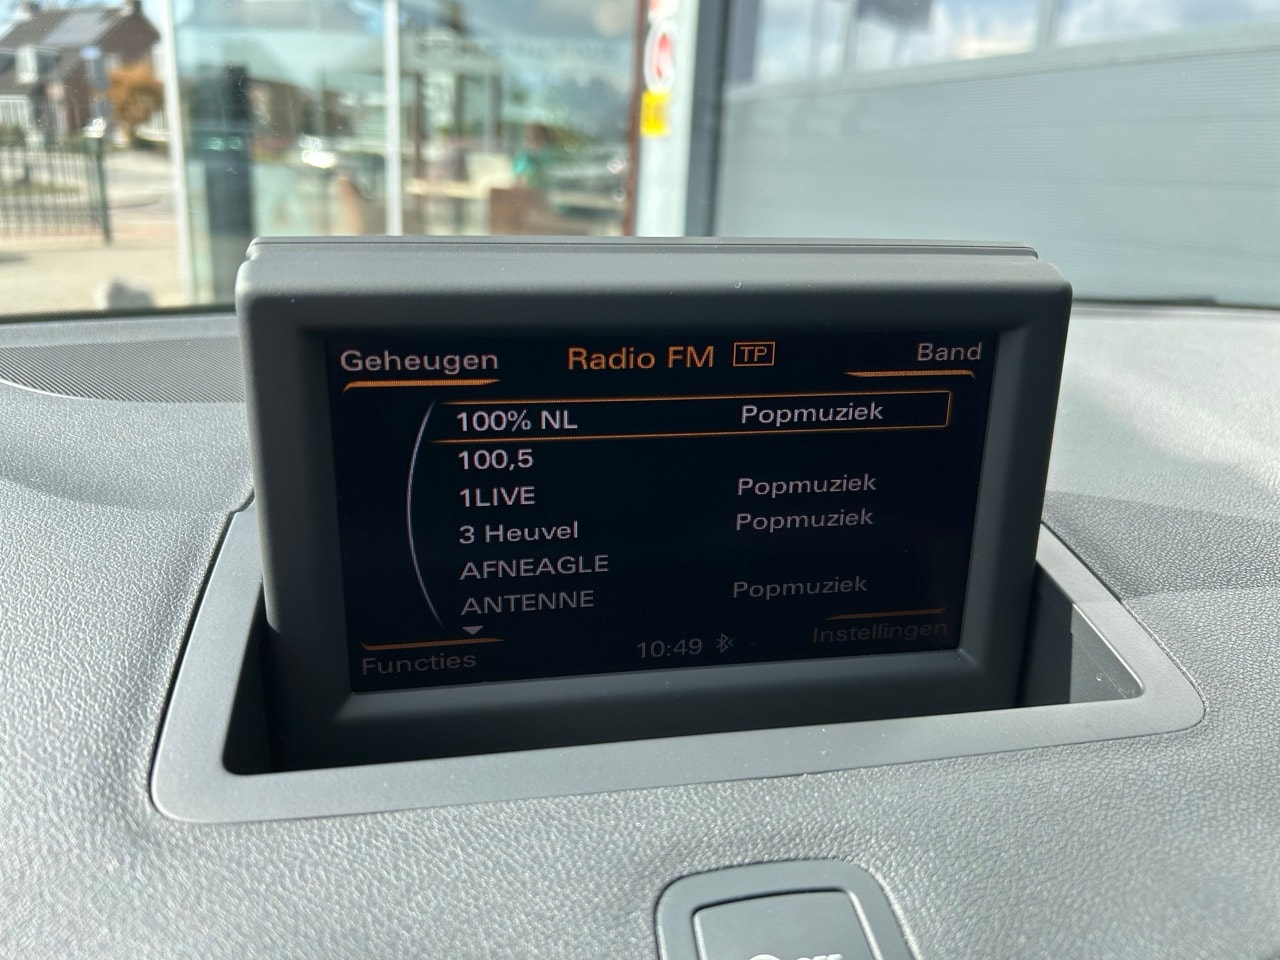 Geheugen Radio FM TP Band
100% NL Popmuziek
100,5
1LIVE Popmuziek
3 Heuvel Popmuziek
AFNEAGLE
ANTENNE Popmuziek
Functies 10:49 Instellingen